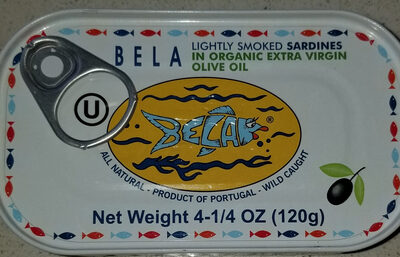 BELA
LIGHTLY SMOKED SARDINES
IN ORGANIC EXTRA VIRGIN
OLIVE OIL
U
BELA ®
ALL NATURAL - PRODUCT OF PORTUGAL - WILD CAUGHT
Net Weight 4-1/4 OZ (120g)